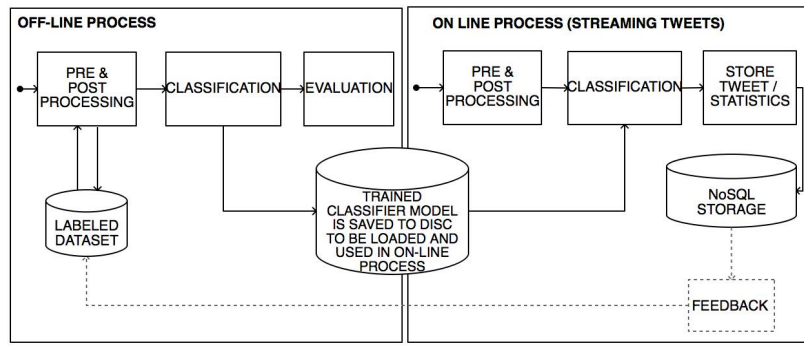 OFF-LINE PROCESS
PRE &
POST
PROCESSING
CLASSIFICATION
EVALUATION
LABELED
DATASET
TRAINED
CLASSIFIER MODEL
IS SAVED TO DISC
TO BE LOADED AND
USED IN ON-LINE
PROCESS
ON LINE PROCESS (STREAMING TWEETS)
PRE &
POST
PROCESSING
CLASSIFICATION
STORE
TWEET /
STATISTICS
NoSQL
STORAGE
FEEDBACK